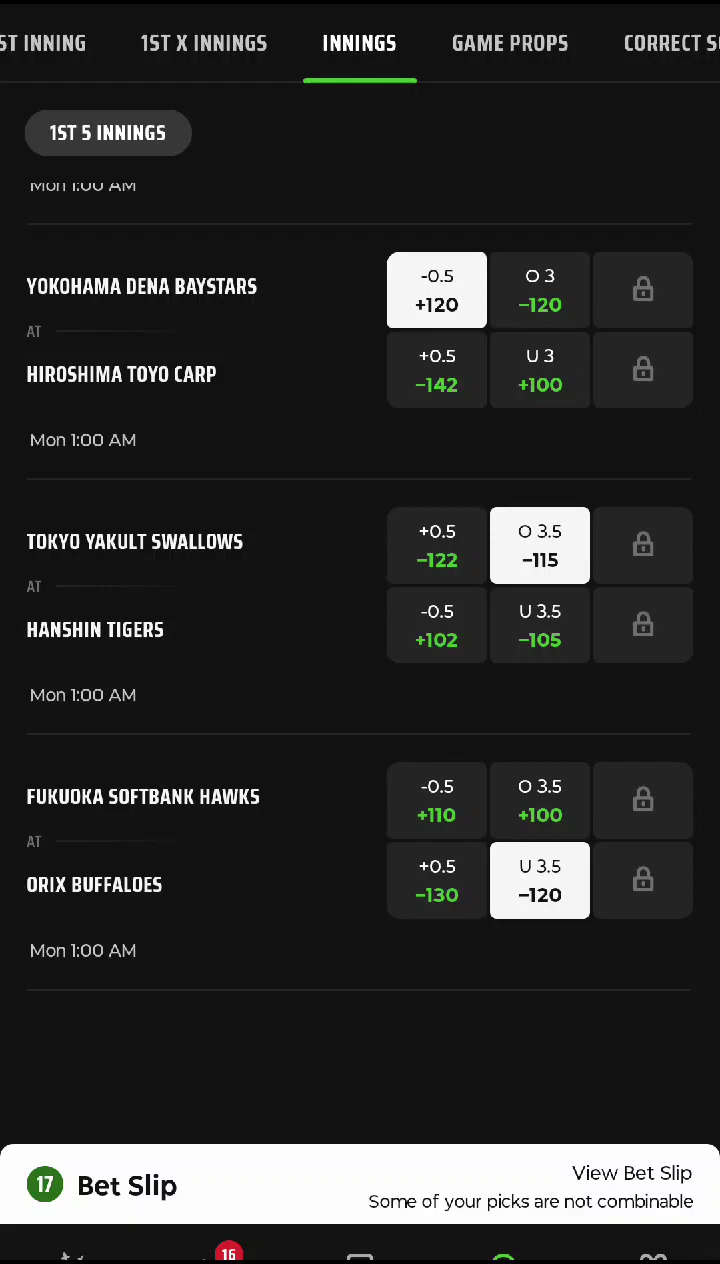 ST INNING 1ST X INNINGS INNINGS GAME PROPS CORRECT S
1ST 5 INNINGS
Mon 1:00 AM
YOKOHAMA DENA BAYSTARS
-0.5 O 3
+120 −120
AT
HIROSHIMA TOYO CARP
+0.5 U 3
−142 +100
Mon 1:00 AM
TOKYO YAKULT SWALLOWS
+0.5 O 3.5
−122 −115
AT
HANSHIN TIGERS
-0.5 U 3.5
+102 −105
Mon 1:00 AM
FUKUOKA SOFTBANK HAWKS
-0.5 O 3.5
+110 +100
AT
ORIX BUFFALOES
+0.5 U 3.5
−130 −120
Mon 1:00 AM
17 Bet Slip
View Bet Slip
Some of your picks are not combinable
16